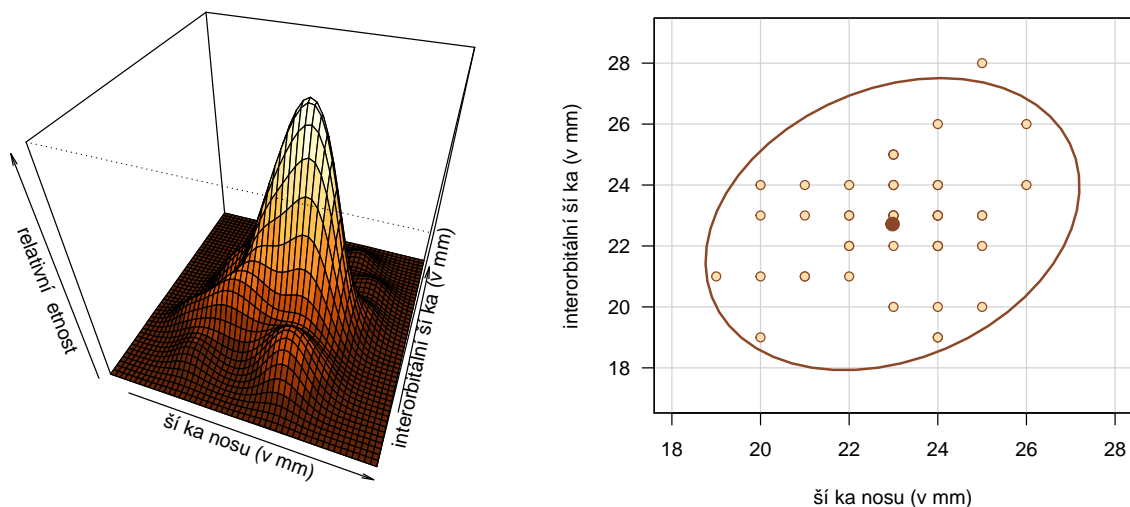 relativní etnost
ší ka nosu (v mm)
interorbitální ší ka (v mm)
interorbitální ší ka (v mm)
28
26
24
22
20
18
18 20 22 24 26 28
ší ka nosu (v mm)